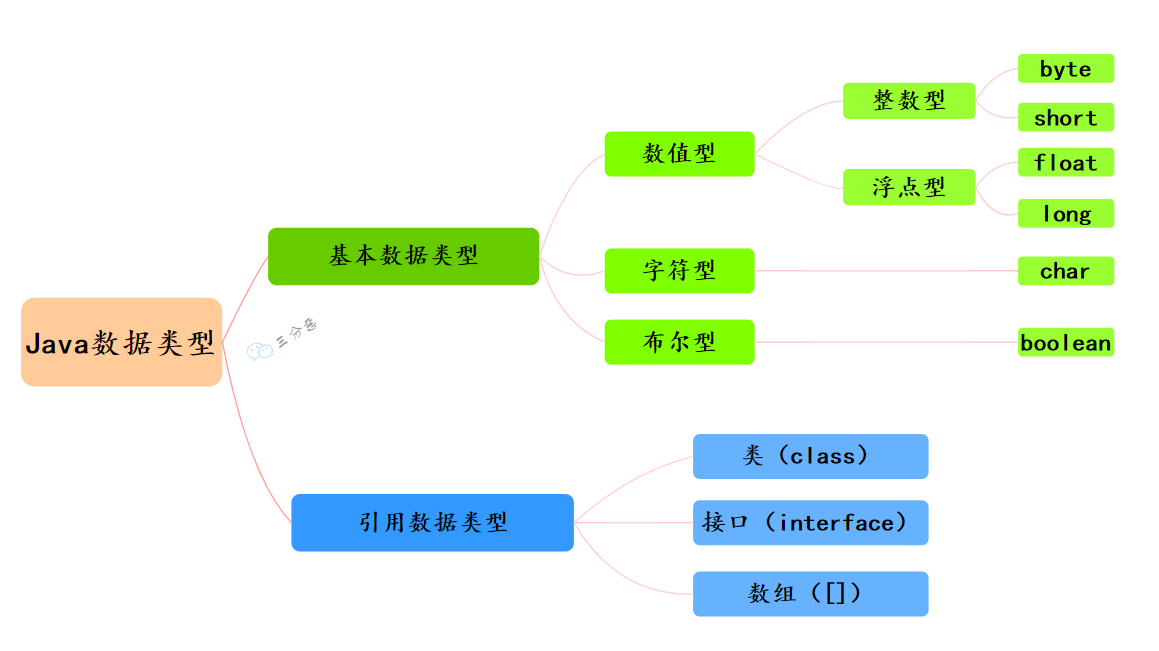 Java数据类型
基本数据类型
数值型
整数型
byte
short
浮点型
float
long
字符型
char
布尔型
boolean
三分恶
引用数据类型
类（class）
接口（interface）
数组（[]）